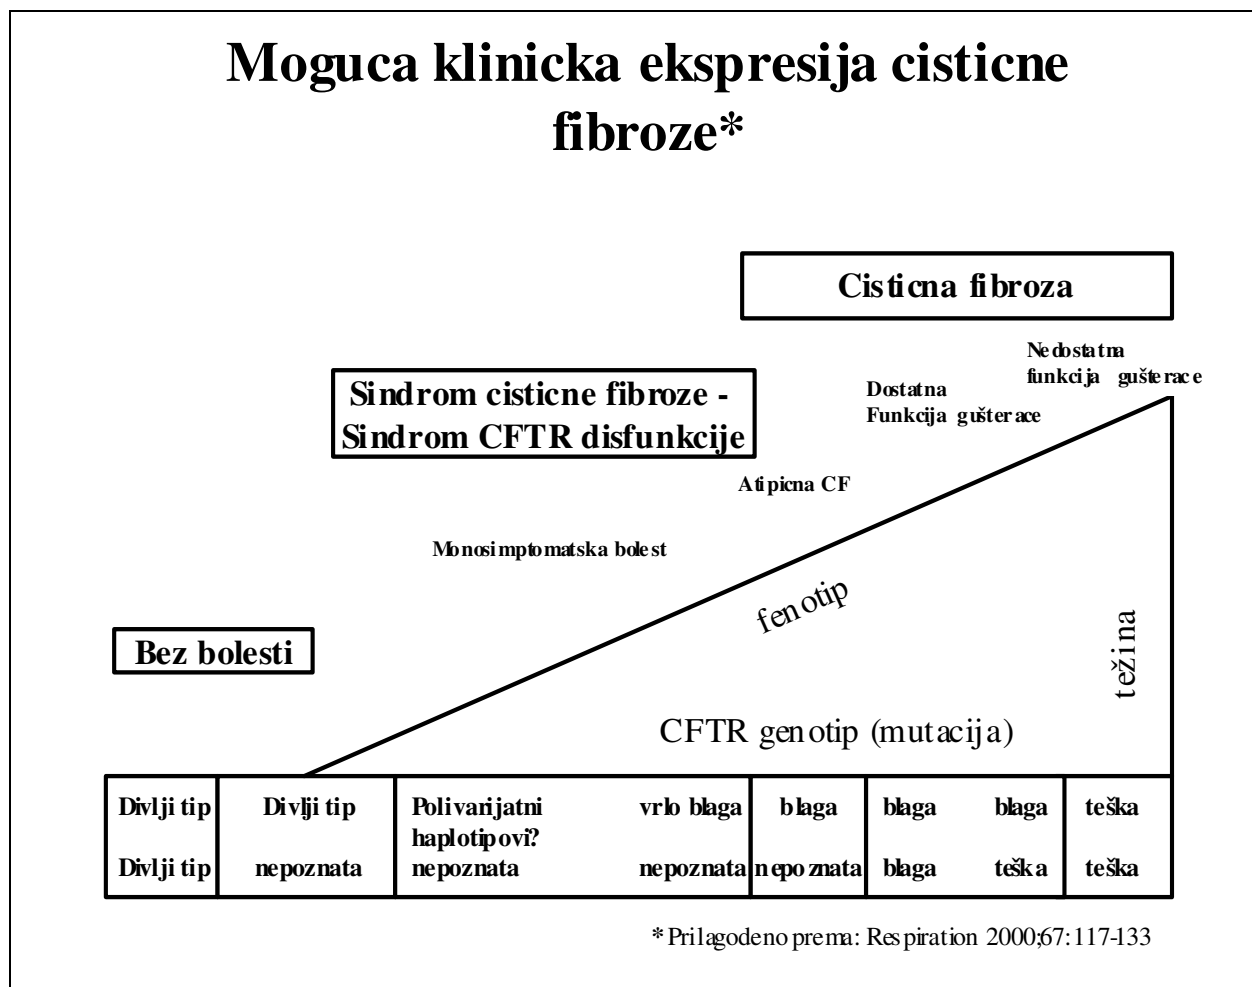 Moguca klinicka ekspresija cisticne
fibroze*
Cisticna fibroza
Nedostatna
funkcija gušterace
Dostatna
Funkcija gušterace
Sindrom cisticne fibroze -
Sindrom CFTR disfunkcije
Atipicna CF
Monosimptomatska bolest
fenotip
Bez bolesti
težina
CFTR genotip (mutacija)
Divlji tip Divlji tip Polivarijatni vrlo blaga blaga blaga blaga teška
haplotipovi?
Divlji tip nepoznata nepoznata nepoznata nepoznata blaga teška teška
*Prilagodeno prema: Respiration 2000;67:117-133